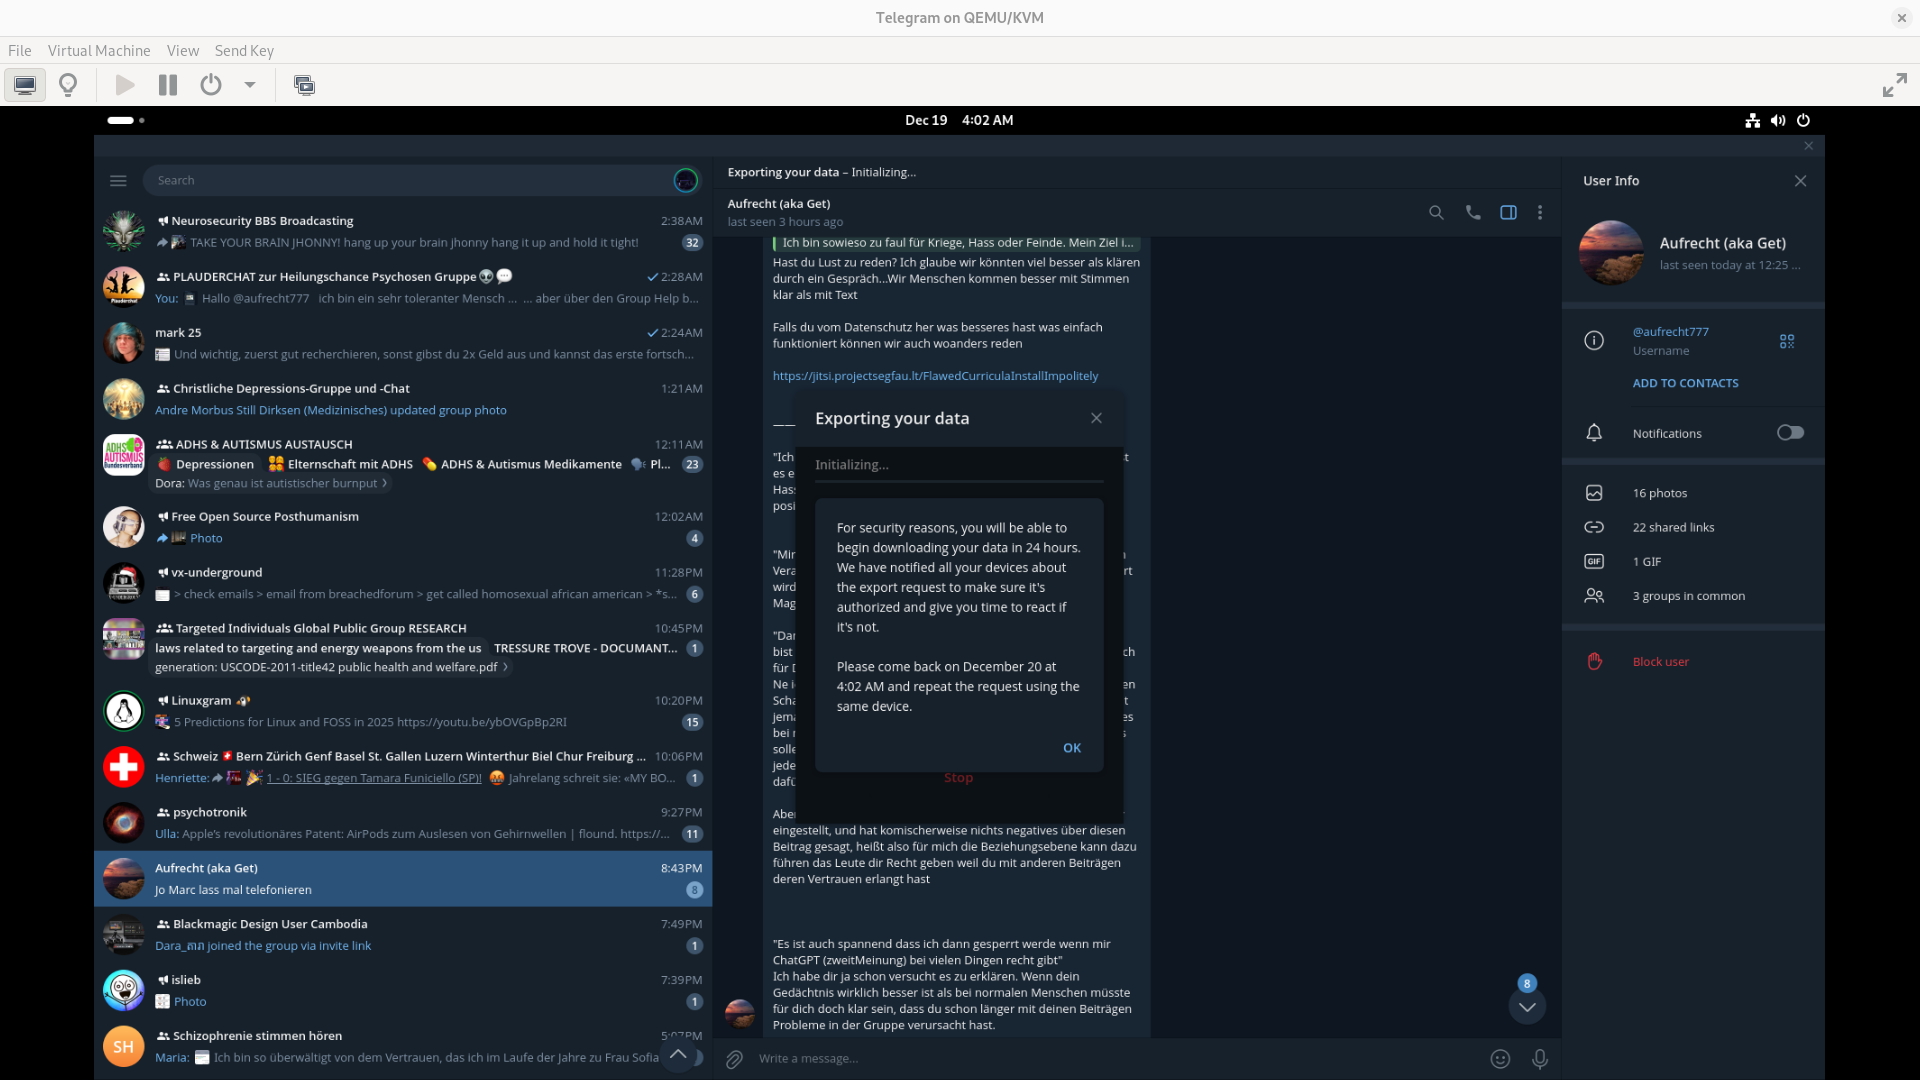 Telegram on QEMU/KVM
File Virtual Machine View Send Key
Dec 19 4:02 AM
Search
Neurosecurity BBS Broadcasting 2:38AM
TAKE YOUR BRAIN JHONNY! hang up your brain jhonny hang it up and hold it tight! 32
PLAUDERCHAT zur Heilungschance Psychosen Gruppe 👽💬 2:28AM
You: Hallo @aufrecht777 ich bin ein sehr toleranter Mensch ... ... aber über den Group Help b...
mark 25 2:24AM
Und wichtig, zuerst gut recherchieren, sonst gibst du 2x Geld aus und kannst das erste fortsch...
Christliche Depressions-Gruppe und -Chat 1:21AM
Andre Morbus Still Dirksen (Medizinisches) updated group photo
ADHS & AUTISMUS AUSTAUSCH 12:11AM
Depressionen Elternschaft mit ADHS ADHS & Autismus Medikamente Pl... 23
Dora: Was genau ist autistischer burnput
Free Open Source Posthumanism 12:02AM
Photo 4
vx-underground 11:28PM
> check emails > email from breachedforum > get called homosexual african american > *s... 6
Targeted Individuals Global Public Group RESEARCH 10:45PM
laws related to targeting and energy weapons from the us TRESSURE TROVE - DOCUMANT... 1
generation: USCODE-2011-title42 public health and welfare.pdf
Linuxgram 10:20PM
5 Predictions for Linux and FOSS in 2025 https://youtu.be/ybOVGpBp2RI 15
Schweiz Bern Zürich Genf Basel St. Gallen Luzern Winterthur Biel Chur Freiburg ... 10:06PM
Henriette: 1 - 0: SIEG gegen Tamara Funiciello (SP)! Jahrelang schreit sie: «MY BO... 1
psychotronik 9:27PM
Ulla: Apple's revolutionäres Patent: AirPods zum Auslesen von Gehirnwellen | flound. https://... 11
Aufrecht (aka Get) 8:43PM
Jo Marc lass mal telefonieren 8
Blackmagic Design User Cambodia 7:49PM
joined the group via invite link 1
islieb 7:39PM
Photo 1
SH
Schizophrenie stimmen hören 5:07PM
Maria: Ich bin so überwältigt von dem Vertrauen, das ich im Laufe der Jahre zu Frau Sofia
Exporting your data – Initializing...
Aufrecht (aka Get)
last seen 3 hours ago
Ich bin sowieso zu faul für Kriege, Hass oder Feinde. Mein Ziel i...
Hast du Lust zu reden? Ich glaube wir könnten viel besser als klären
durch ein Gespräch...Wir Menschen kommen besser mit Stimmen
klar als mit Text
Falls du vom Datenschutz her was besseres hast was einfach
funktioniert können wir auch woanders reden
https://jitsi.projectsegfau.lt/FlawedCurriculaInstallImpolitely
Exporting your data
Initializing...
For security reasons, you will be able to
begin downloading your data in 24 hours.
We have notified all your devices about
the export request to make sure it's
authorized and give you time to react if
it's not.
Please come back on December 20 at
4:02 AM and repeat the request using the
same device.
OK
Stop
eingestellt, und hat komischerweise nichts negatives über diesen
Beitrag gesagt, heißt also für mich die Beziehungsebene kann dazu
führen das Leute dir Recht geben weil du mit anderen Beiträgen
deren Vertrauen erlangt hast
"Es ist auch spannend dass ich dann gesperrt werde wenn mir
ChatGPT (zweitMeinung) bei vielen Dingen recht gibt"
Ich habe dir ja schon versucht es zu erklären. Wenn dein
Gedächtnis wirklich besser ist als bei normalen Menschen müsste
für dich doch klar sein, dass du schon länger mit deinen Beiträgen
Probleme in der Gruppe verursacht hast.
8
Write a message...
User Info
Aufrecht (aka Get)
last seen today at 12:25 ...
@aufrecht777
Username
ADD TO CONTACTS
Notifications
16 photos
22 shared links
GIF 1 GIF
3 groups in common
Block user